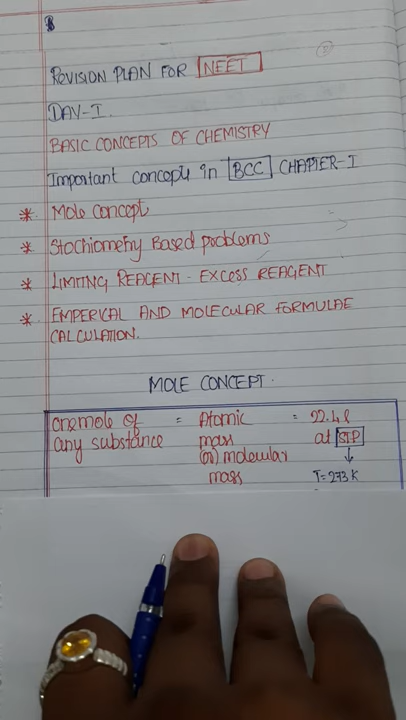 REVISION PLAN FOR NEET
DAY-I.
BASIC CONCEPTS OF CHEMISTRY
Important concepts in BCC CHAPTER-I
* Mole concept
* Stochiometry Based problems
* LIMITING REAGENT - EXCESS REAGENT
* EMPERICAL AND MOLECULAR FORMULAE
CALCULATION.
MOLE CONCEPT.
one mole of = Atomic = 22.4 l
any substance mass at STP
(or) molecular ↓
mass T=273 K